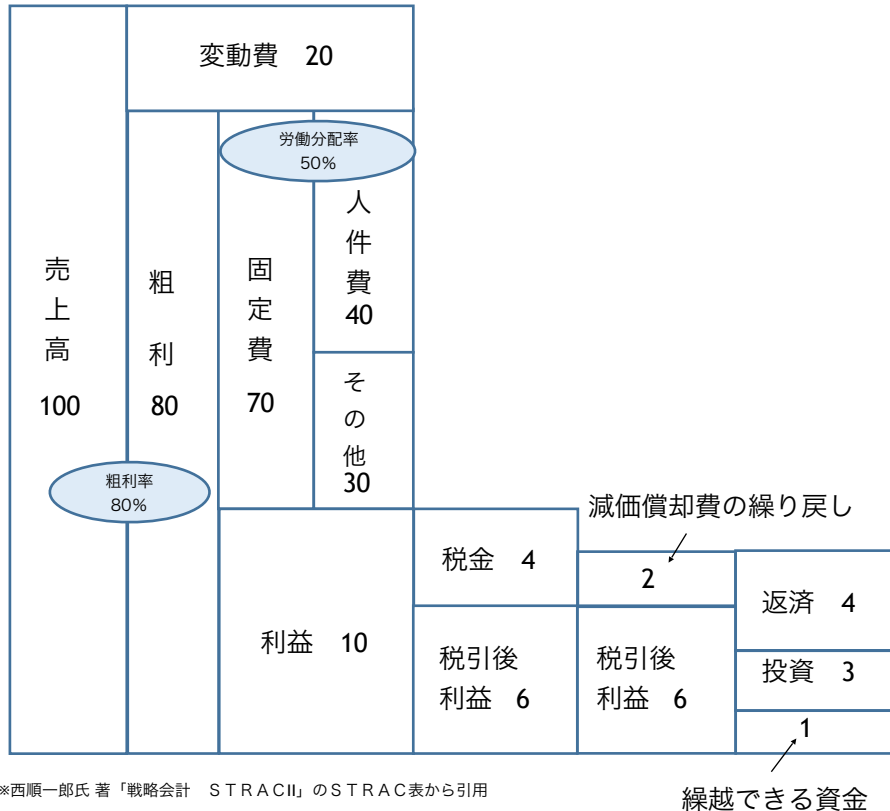 変動費 20
労働分配率
50%
人件費
40
売上高
100
粗利
80
固定費
70
その他
30
粗利率
80%
減価償却費の繰り戻し
税金 4
2
返済 4
利益 10
税引後
利益 6
税引後
利益 6
投資 3
1
※西順一郎氏 著「戦略会計 STRACⅡ」のSTRAC表から引用
繰越できる資金